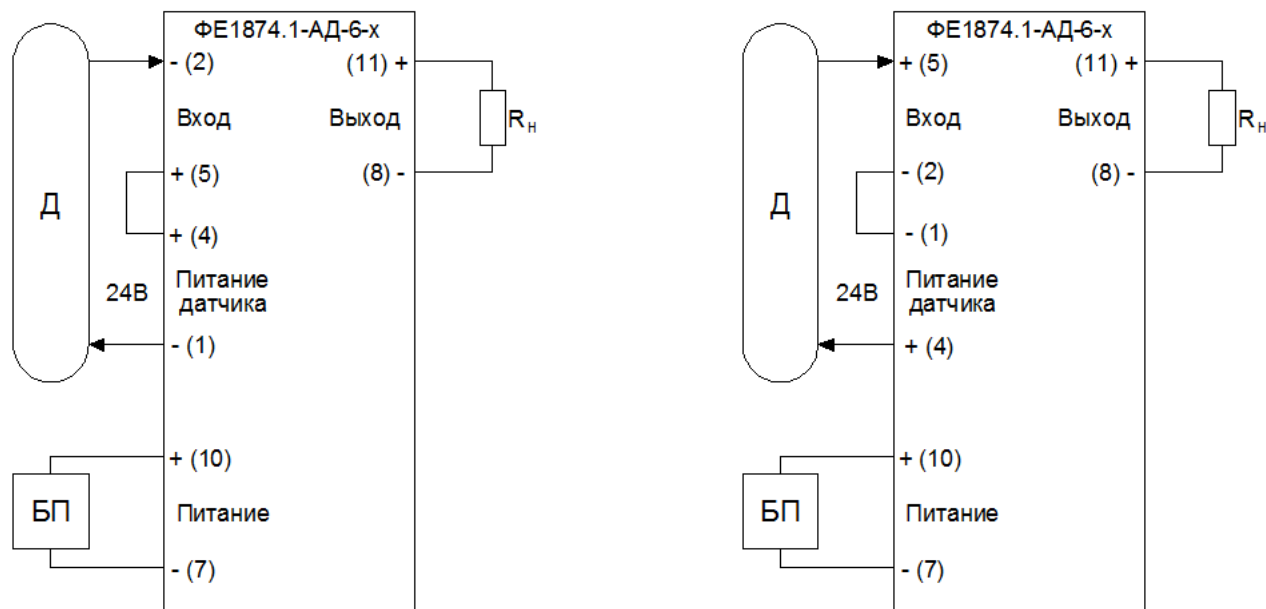 ФЕ1874.1-АД-6-х
- (2)
(11) +
Вход
Выход
Rн
+ (5)
(8) -
Д
+ (4)
24В
Питание
датчика
- (1)
+ (10)
БП
Питание
- (7)
ФЕ1874.1-АД-6-х
+ (5)
(11) +
Вход
Выход
Rн
- (2)
(8) -
Д
- (1)
24В
Питание
датчика
+ (4)
+ (10)
БП
Питание
- (7)